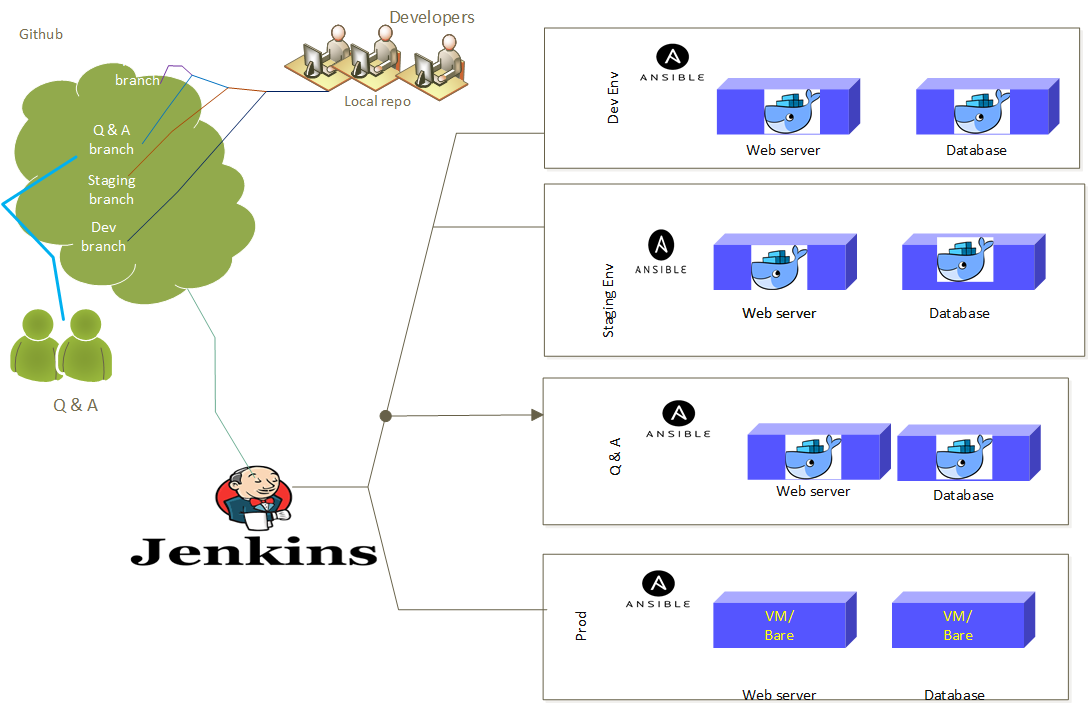 Developers
Github
Local repo
branch
Q & A
branch
Staging
branch
Dev
branch
Q & A
Jenkins
Dev Env
ANSIBLE
Web server
Database
Staging Env
ANSIBLE
Web server
Database
Q & A
ANSIBLE
Web server
Database
Prod
ANSIBLE
VM/
Bare
VM/
Bare
Web server
Database